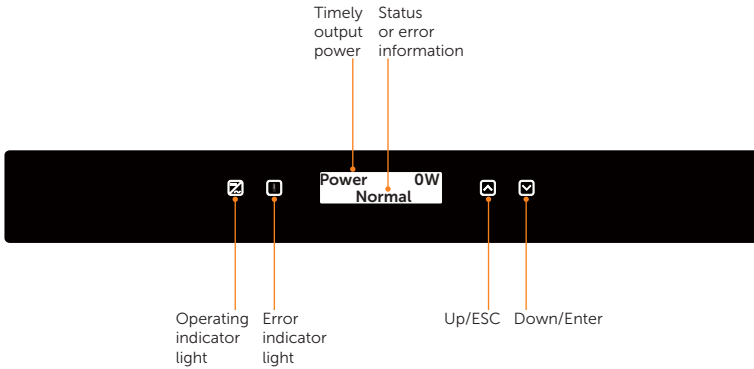 Timely
output
power
Status
or error
information
Power 0W
Normal
Operating
indicator
light
Error
indicator
light
Up/ESC
Down/Enter